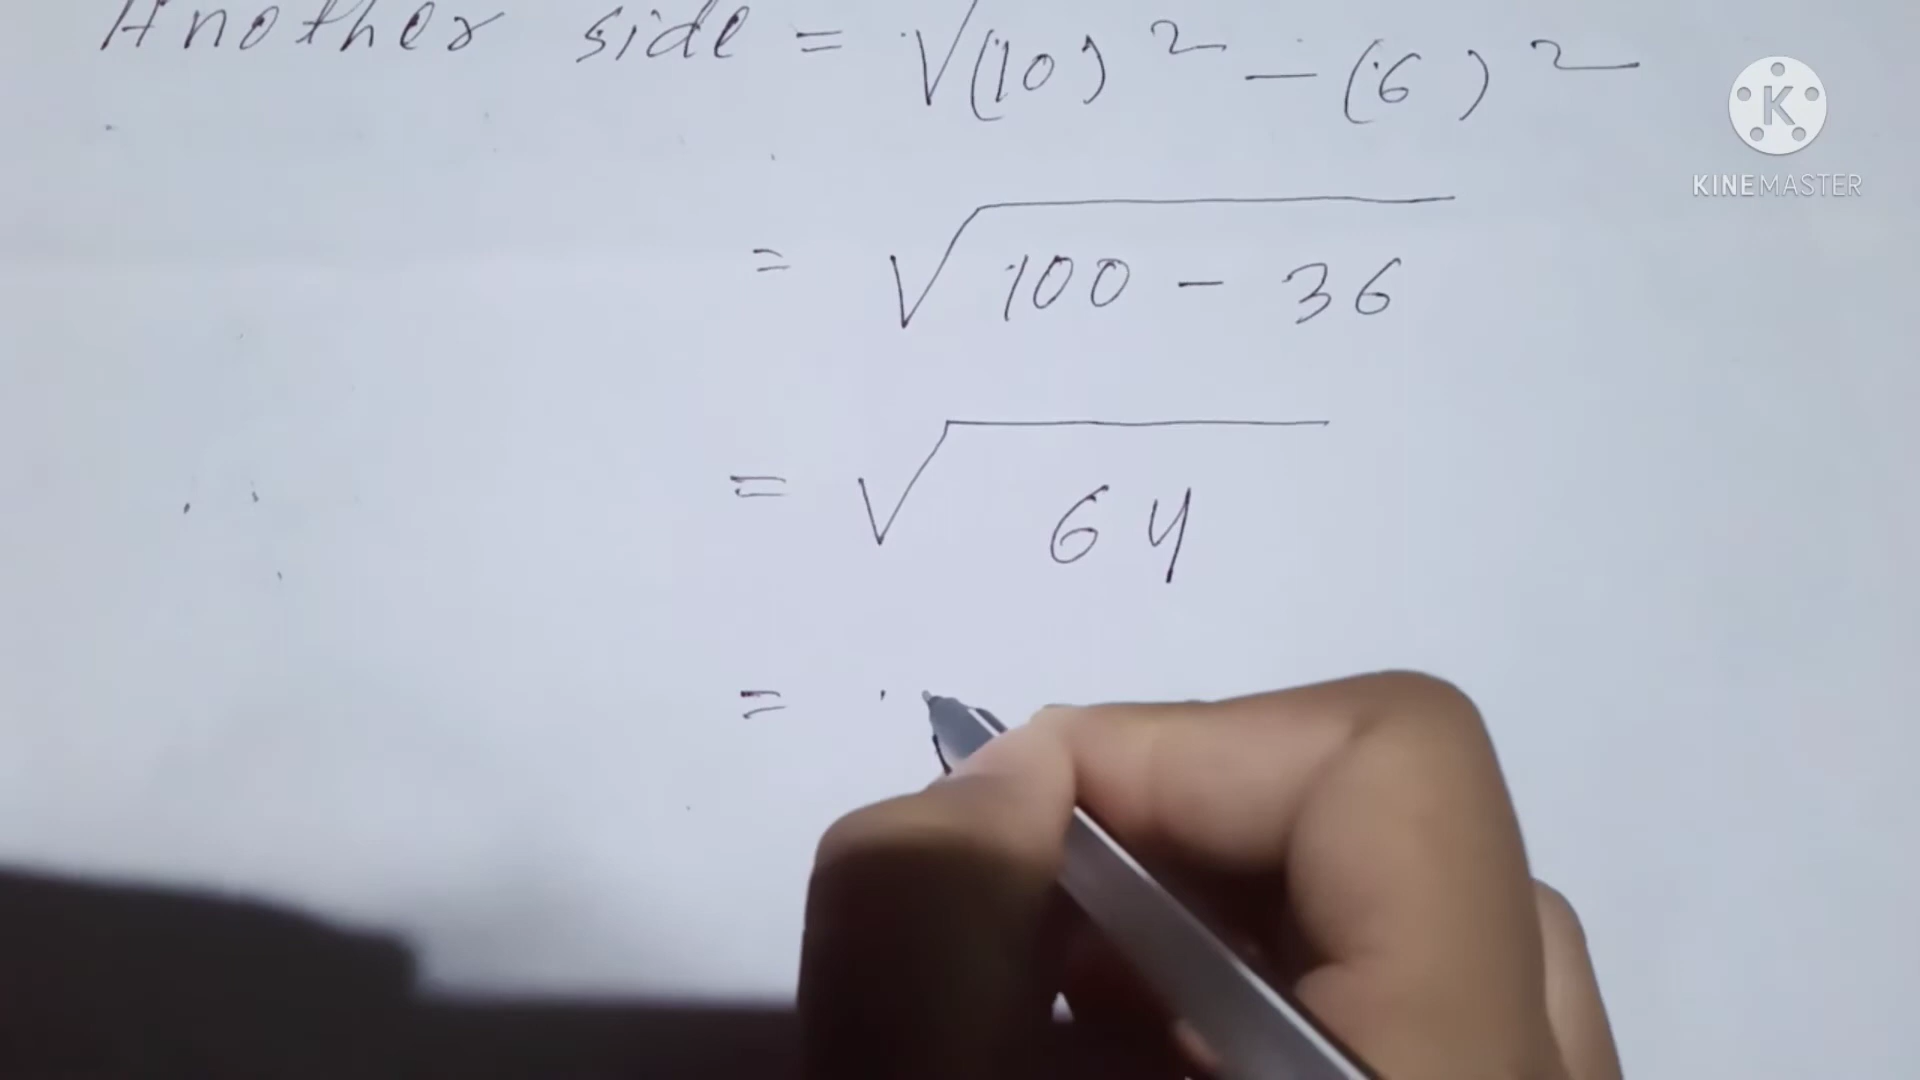 Another side = √(10)² - (6)²
= √100 - 36
= √64
=
K
KINEMASTER